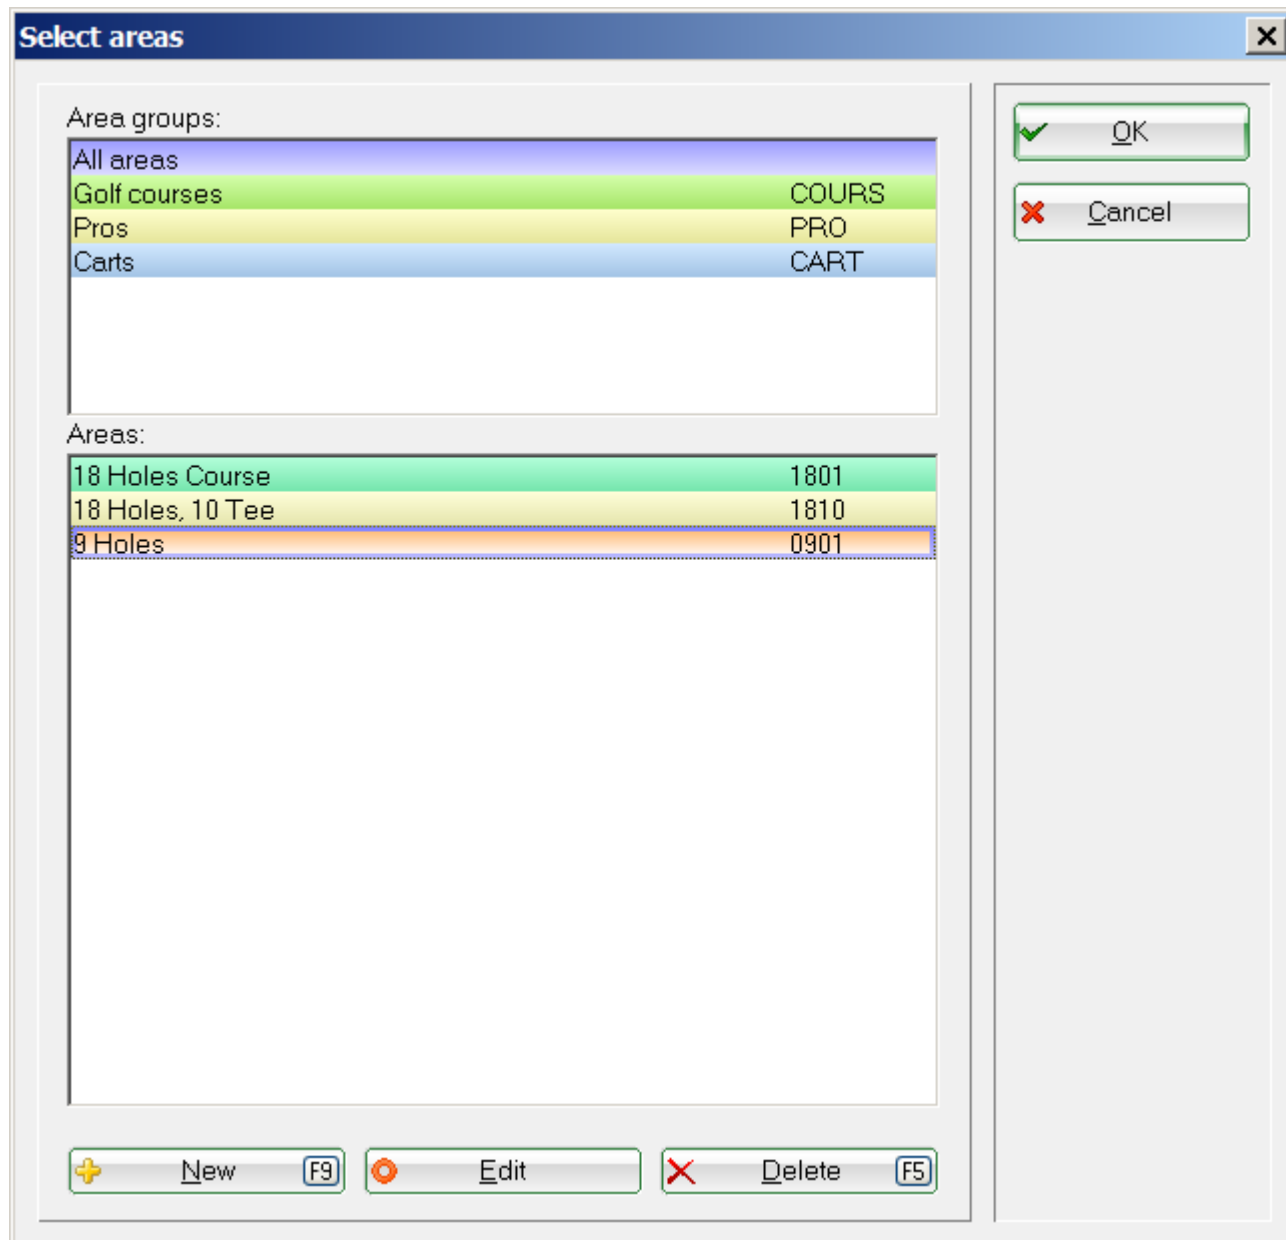 Select areas
Area groups:
All areas
Golf courses COURS
Pros PRO
Carts CART
Areas:
18 Holes Course 1801
18 Holes, 10 Tee 1810
9 Holes 0901
New F9 Edit Delete F5
OK
Cancel